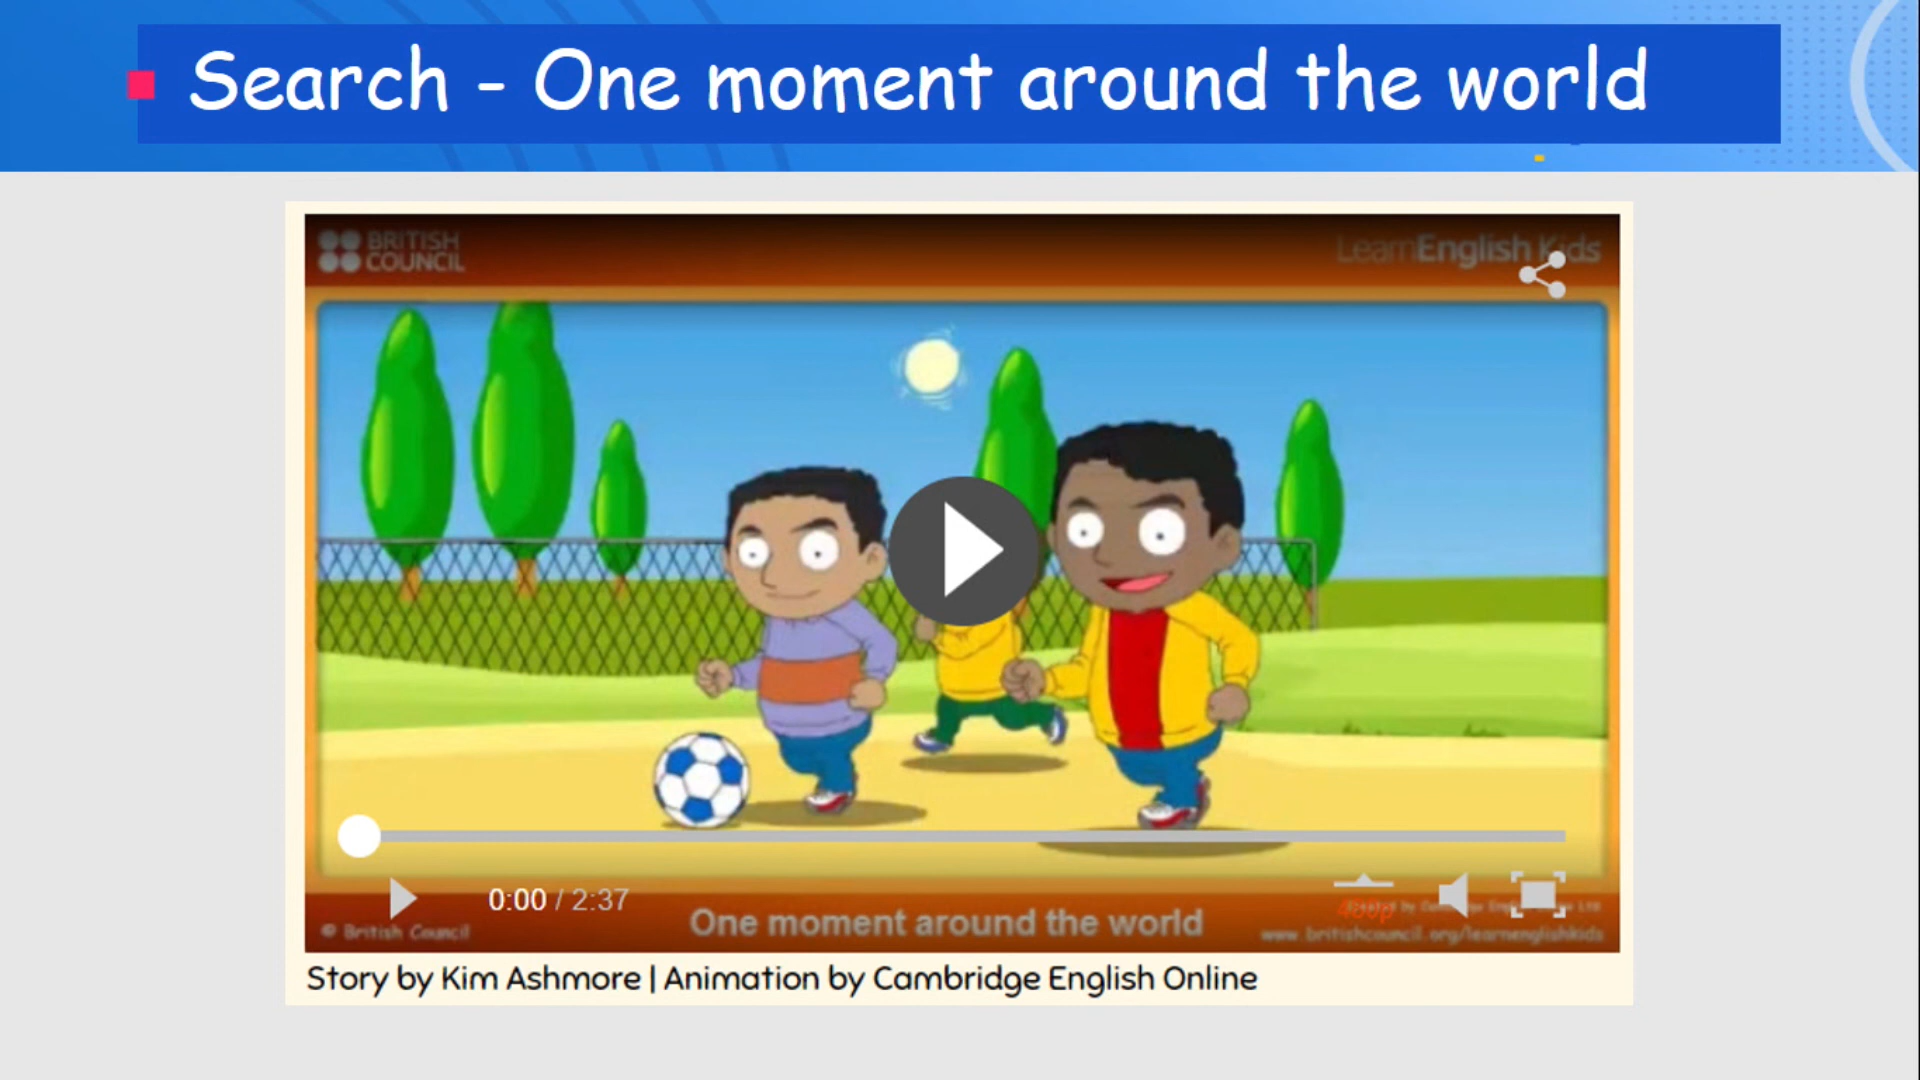 Search - One moment around the world
BRITISH
COUNCIL
LearnEnglish Kids
0:00 / 2:37
480p
One moment around the world
© British Council
www.britishcouncil.org/learnenglishkids
Story by Kim Ashmore | Animation by Cambridge English Online